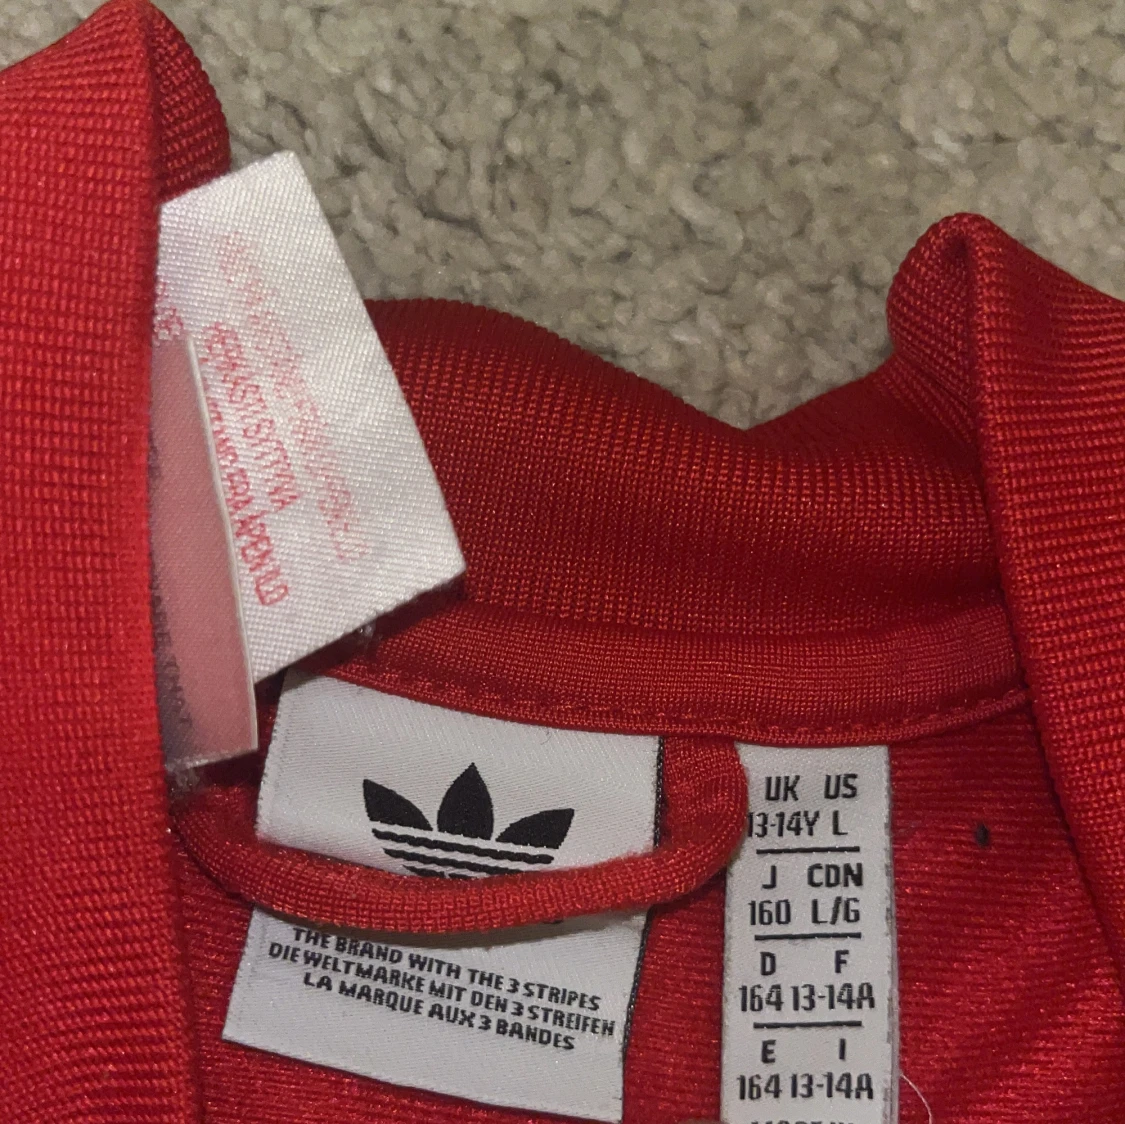 THE BRAND WITH THE 3 STRIPES
DIE WELTMARKE MIT DEN 3 STREIFEN
LA MARQUE AUX 3 BANDES
UK US
13-14Y L
J CDN
160 L/G
D F
164 13-14A
E I
164 13-14A